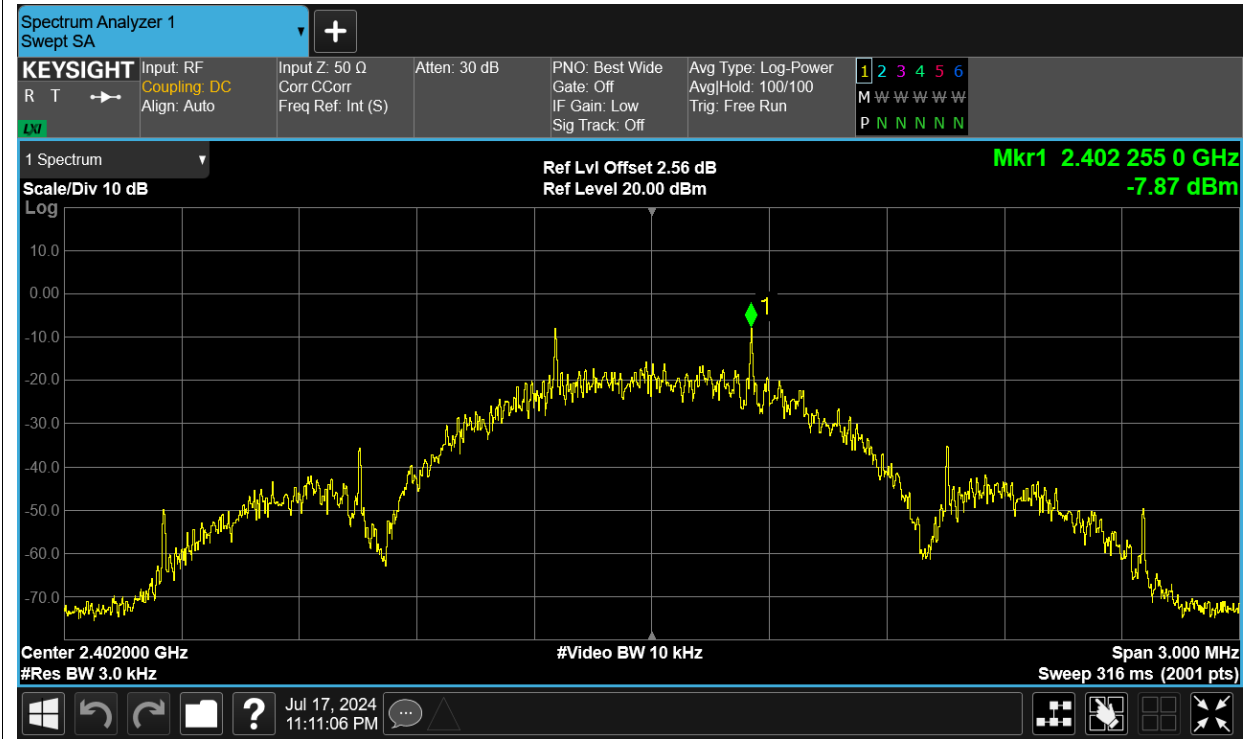 Spectrum Analyzer 1
Swept SA
+
KEYSIGHT
R T
LXI
Input: RF
Coupling: DC
Align: Auto
Input Z: 50 Ω
Corr CCorr
Freq Ref: Int (S)
Atten: 30 dB
PNO: Best Wide
Gate: Off
IF Gain: Low
Sig Track: Off
Avg Type: Log-Power
Avg|Hold: 100/100
Trig: Free Run
1 2 3 4 5 6
M W W W W W
P N N N N N
1 Spectrum
Scale/Div 10 dB
Log
Ref Lvl Offset 2.56 dB
Ref Level 20.00 dBm
Mkr1 2.402 255 0 GHz
-7.87 dBm
10.0
0.00
-10.0
-20.0
-30.0
-40.0
-50.0
-60.0
-70.0
1
Center 2.402000 GHz
#Res BW 3.0 kHz
#Video BW 10 kHz
Span 3.000 MHz
Sweep 316 ms (2001 pts)
?
Jul 17, 2024
11:11:06 PM